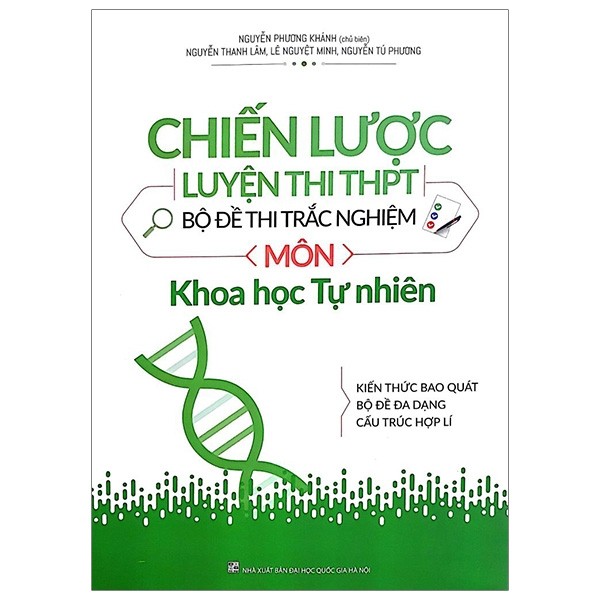 NGUYỄN PHƯƠNG KHÁNH (chủ biên)
NGUYỄN THANH LÂM, LÊ NGUYỆT MINH, NGUYỄN TÚ PHƯƠNG
CHIẾN LƯỢC
LUYỆN THI THPT
BỘ ĐỀ THI TRẮC NGHIỆM
MÔN
Khoa học Tự nhiên
KIẾN THỨC BAO QUÁT
BỘ ĐỀ ĐA DẠNG
CẤU TRÚC HỢP LÍ
NHÀ XUẤT BẢN ĐẠI HỌC QUỐC GIA HÀ NỘI